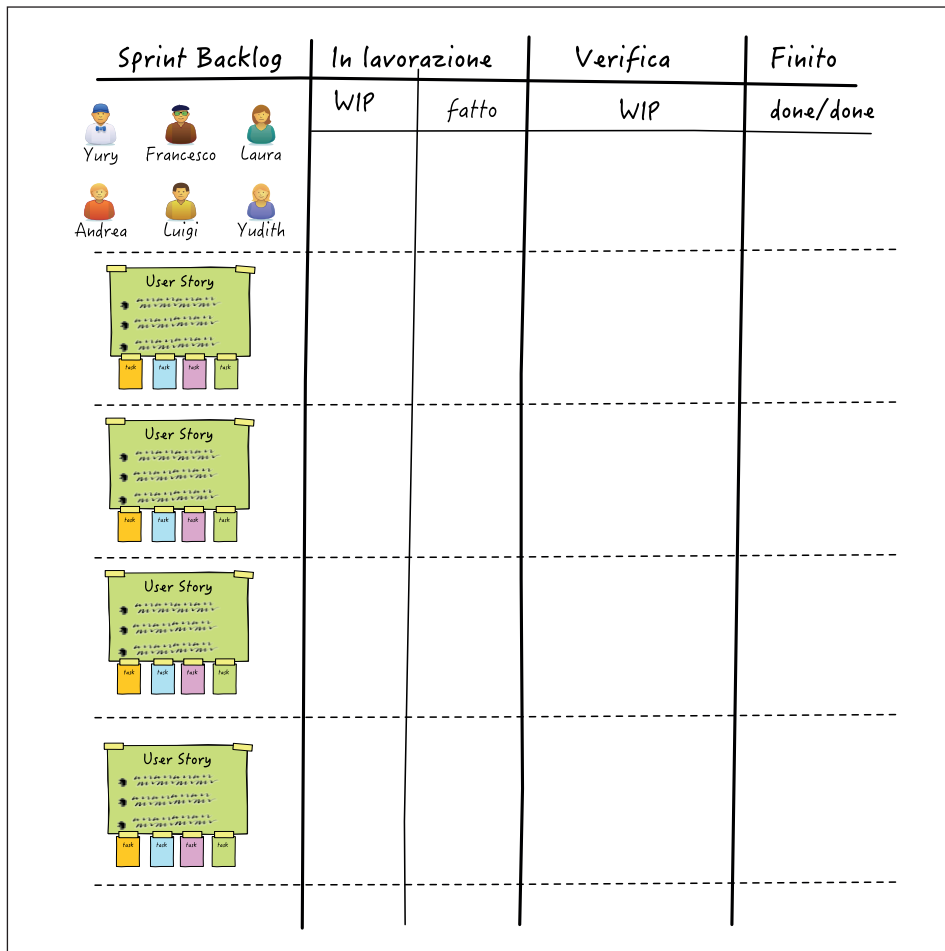 Sprint Backlog In lavorazione Verifica Finito
WIP fatto WIP done/done
Yury Francesco Laura
Andrea Luigi Yudith
User Story
task task task task
User Story
task task task task
User Story
task task task task
User Story
task task task task